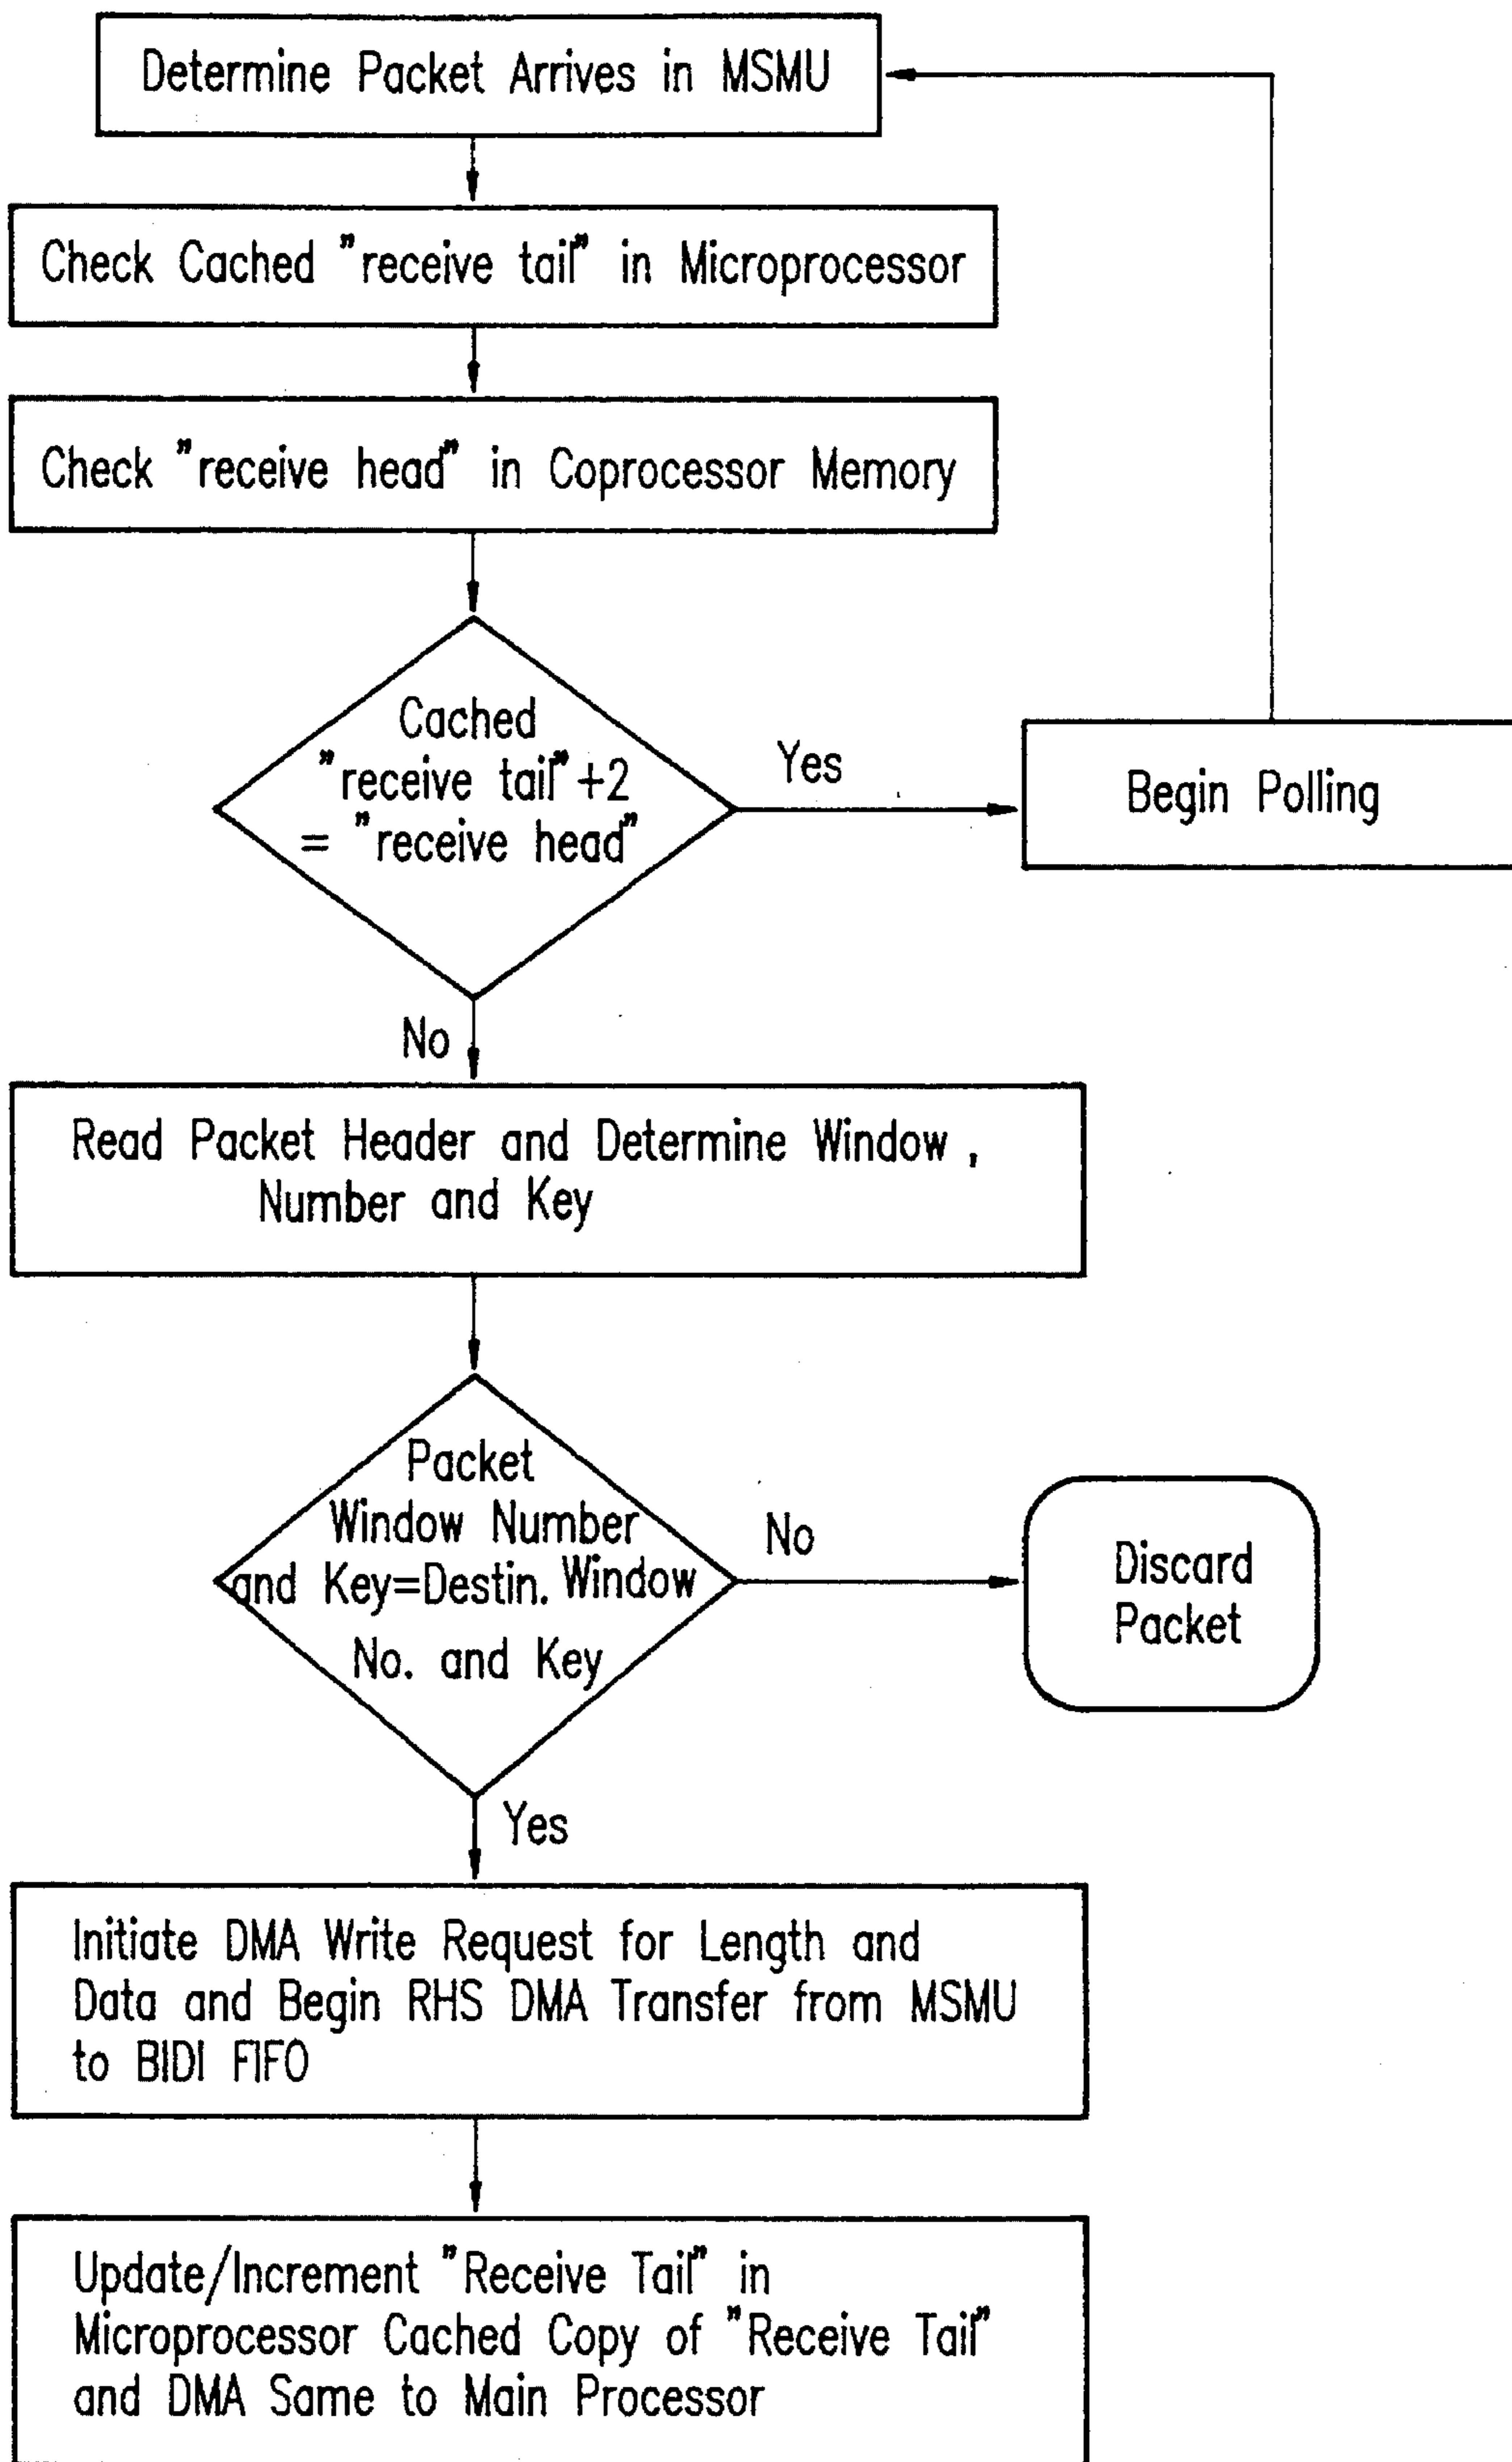 Determine Packet Arrives in MSMU
Check Cached "receive tail" in Microprocessor
Check "receive head" in Coprocessor Memory
Cached
"receive tail"+2
= "receive head"
Yes
Begin Polling
No
Read Packet Header and Determine Window ,
Number and Key
Packet
Window Number
and Key=Destin. Window
No. and Key
No
Discard
Packet
Yes
Initiate DMA Write Request for Length and
Data and Begin RHS DMA Transfer from MSMU
to BIDI FIFO
Update/Increment "Receive Tail" in
Microprocessor Cached Copy of "Receive Tail"
and DMA Same to Main Processor